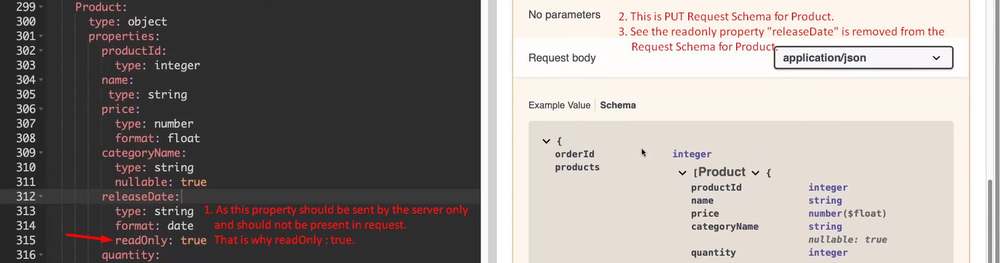 299 Product:
300 type: object
301 properties:
302 productId:
303 type: integer
304 name:
305 type: string
306 price:
307 type: number
308 format: float
309 categoryName:
310 type: string
311 nullable: true
312 releaseDate:
313 type: string
314 format: date
315 readOnly: true
316 quantity:
1. As this property should be sent by the server only
and should not be present in request.
That is why readOnly : true.
No parameters
2. This is PUT Request Schema for Product.
3. See the readonly property "releaseDate" is removed from the
Request Schema for Product.
Request body
application/json
Example Value Schema
{
orderId integer
products
[Product {
productId integer
name string
price number($float)
categoryName string
nullable: true
quantity integer